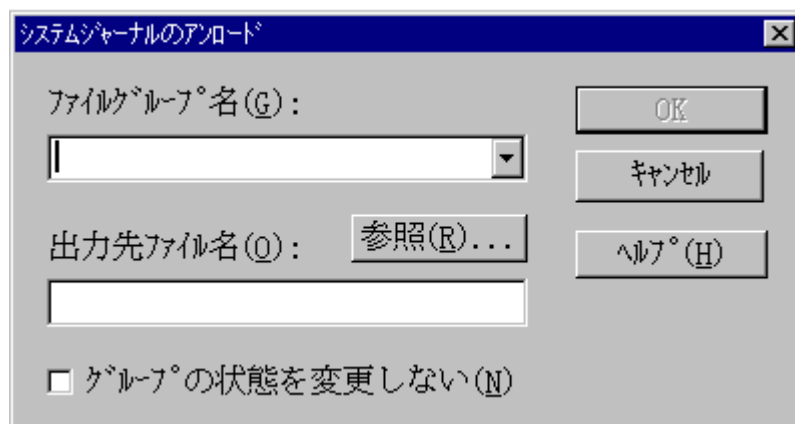 システムジャーナルのアンロード
ファイルグループ名(G):
OK
キャンセル
出力先ファイル名(O):
参照(R)...
ヘルプ(H)
グループの状態を変更しない(N)